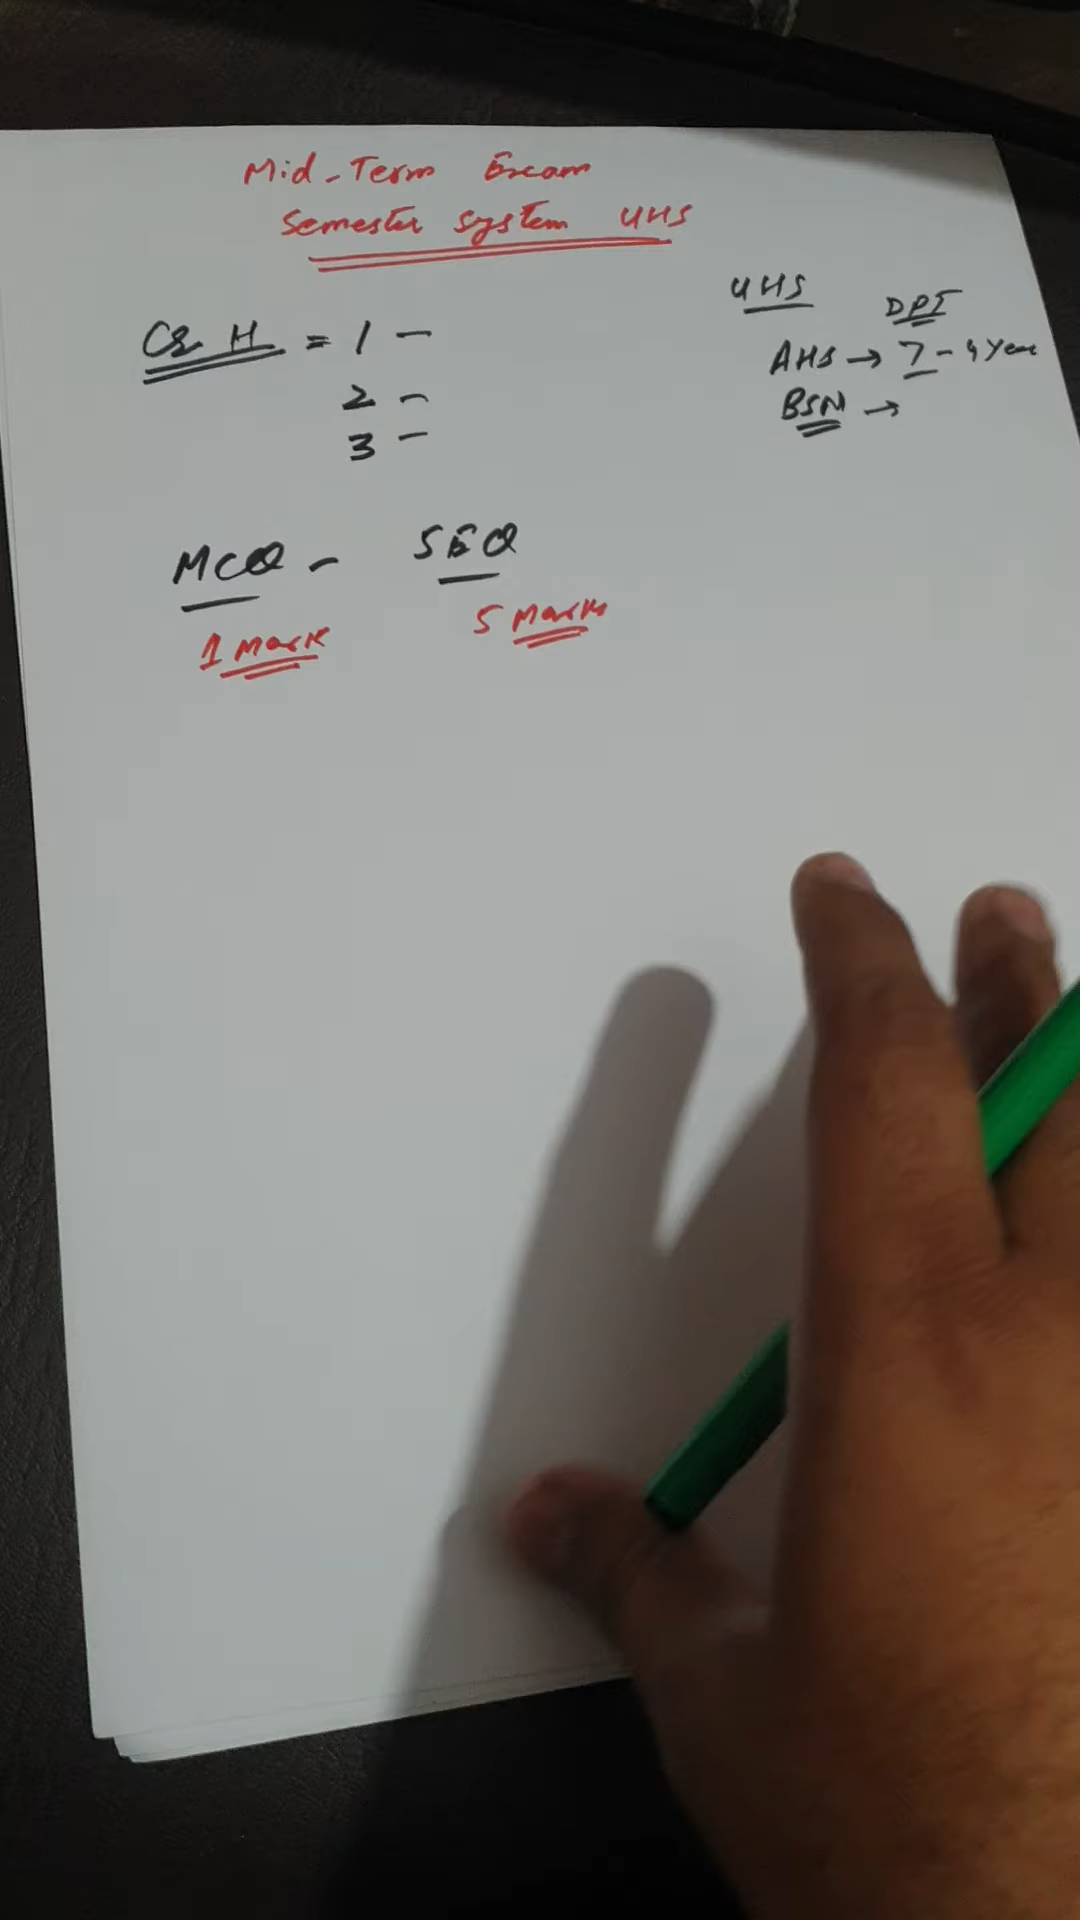 Mid-Term Exam
Semester system UHS
Cr H = 1 -
2 -
3 -
UHS DPT
AHS → 7 - 4 Year
BSN →
MCQ - SEQ
1 Mark 5 Marks